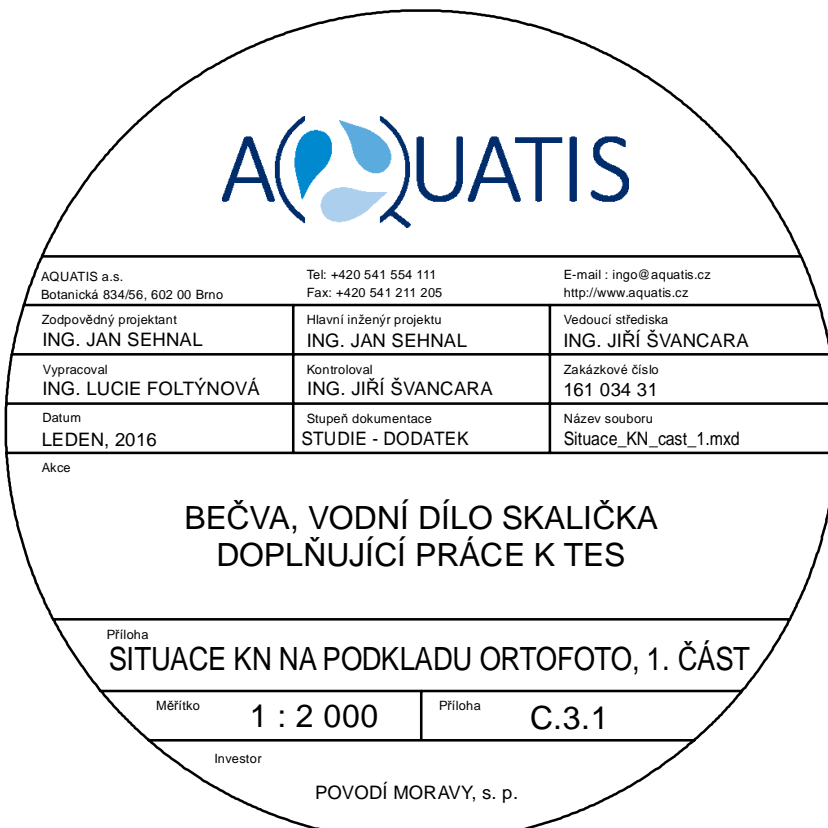 AQUATIS
AQUATIS a.s.
Botanická 834/56, 602 00 Brno
Tel: +420 541 554 111
Fax: +420 541 211 205
E-mail : ingo@aquatis.cz
http://www.aquatis.cz
Zodpovědný projektant
ING. JAN SEHNAL
Hlavní inženýr projektu
ING. JAN SEHNAL
Vedoucí střediska
ING. JIŘÍ ŠVANCARA
Vypracoval
ING. LUCIE FOLTÝNOVÁ
Kontroloval
ING. JIŘÍ ŠVANCARA
Zakázkové číslo
161 034 31
Datum
LEDEN, 2016
Stupeň dokumentace
STUDIE - DODATEK
Název souboru
Situace_KN_cast_1.mxd
Akce
BEČVA, VODNÍ DÍLO SKALIČKA
DOPLŇUJÍCÍ PRÁCE K TES
Příloha
SITUACE KN NA PODKLADU ORTOFOTO, 1. ČÁST
Měřítko
1 : 2 000
Příloha
C.3.1
Investor
POVODÍ MORAVY, s. p.